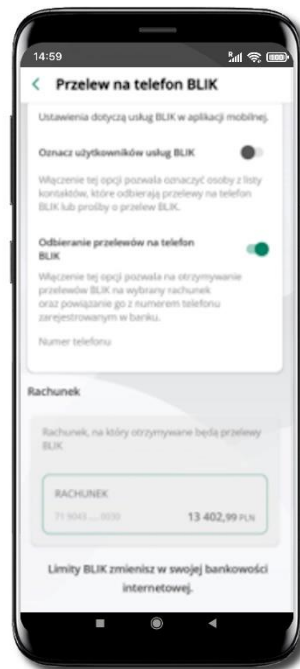 14:59
Przelew na telefon BLIK
Ustawienia dotyczą usług BLIK w aplikacji mobilnej.
Oznacz użytkowników usług BLIK
Włączenie tej opcji pozwala oznaczyć osoby z listy
kontaktów, które odbierają przelewy na telefon
BLIK lub prośby o przelew BLIK.
Odbieranie przelewów na telefon
BLIK
Włączenie tej opcji pozwala na otrzymywanie
przelewów BLIK na wybrany rachunek
oraz powiązanie go z numerem telefonu
zarejestrowanym w banku.
Numer telefonu
Rachunek
Rachunek, na który otrzymywane będą przelewy
BLIK
RACHUNEK
13 402,99 PLN
Limity BLIK zmienisz w swojej bankowości
internetowej.